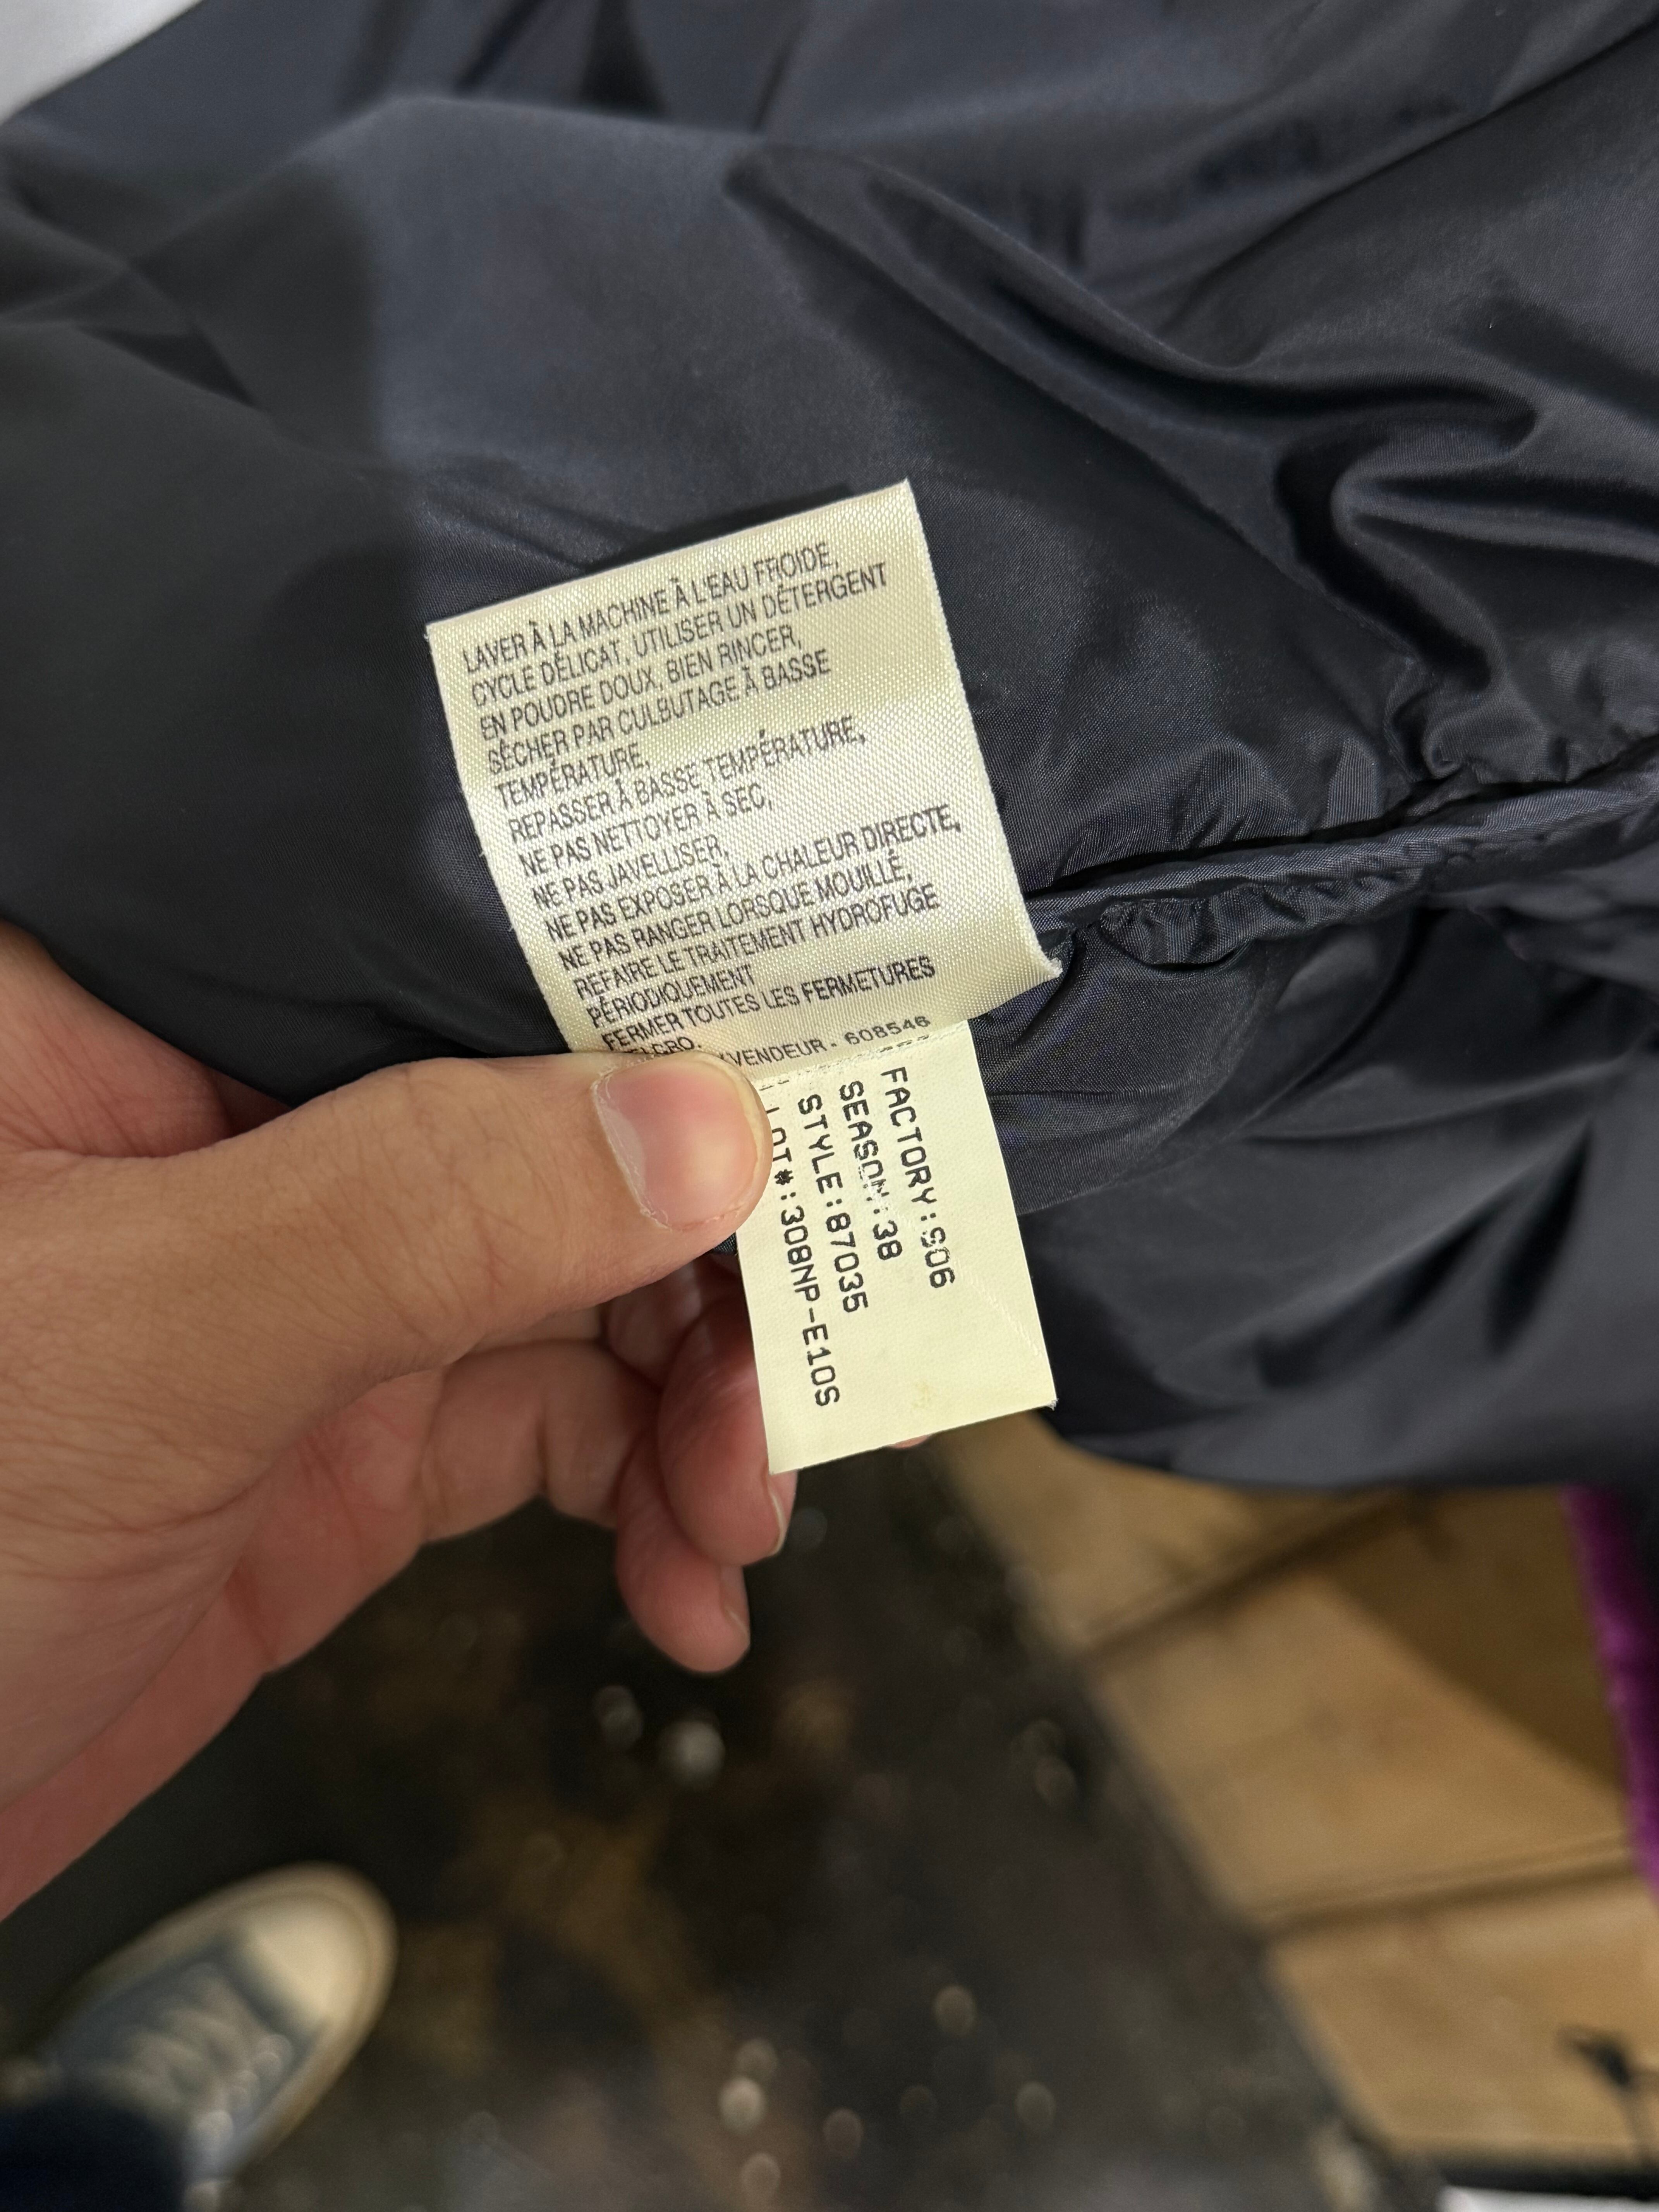 LAVER À LA MACHINE À L'EAU FROIDE,
CYCLE DÉLICAT, UTILISER UN DÉTERGENT
EN POUDRE DOUX, BIEN RINCER,
SÉCHER PAR CULBUTAGE À BASSE
TEMPÉRATURE,
REPASSER À BASSE TEMPÉRATURE,
NE PAS NETTOYER À SEC,
NE PAS JAVELLISER,
NE PAS EXPOSER À LA CHALEUR DIRECTE,
NE PAS RANGER LORSQUE MOUILLÉ,
REFAIRE LE TRAITEMENT HYDROFUGE
PÉRIODIQUEMENT
FERMER TOUTES LES FERMETURES
VENDEUR - 608546
FACTORY:S06
SEASON:38
STYLE:87035
LOT#:308NP-E10S